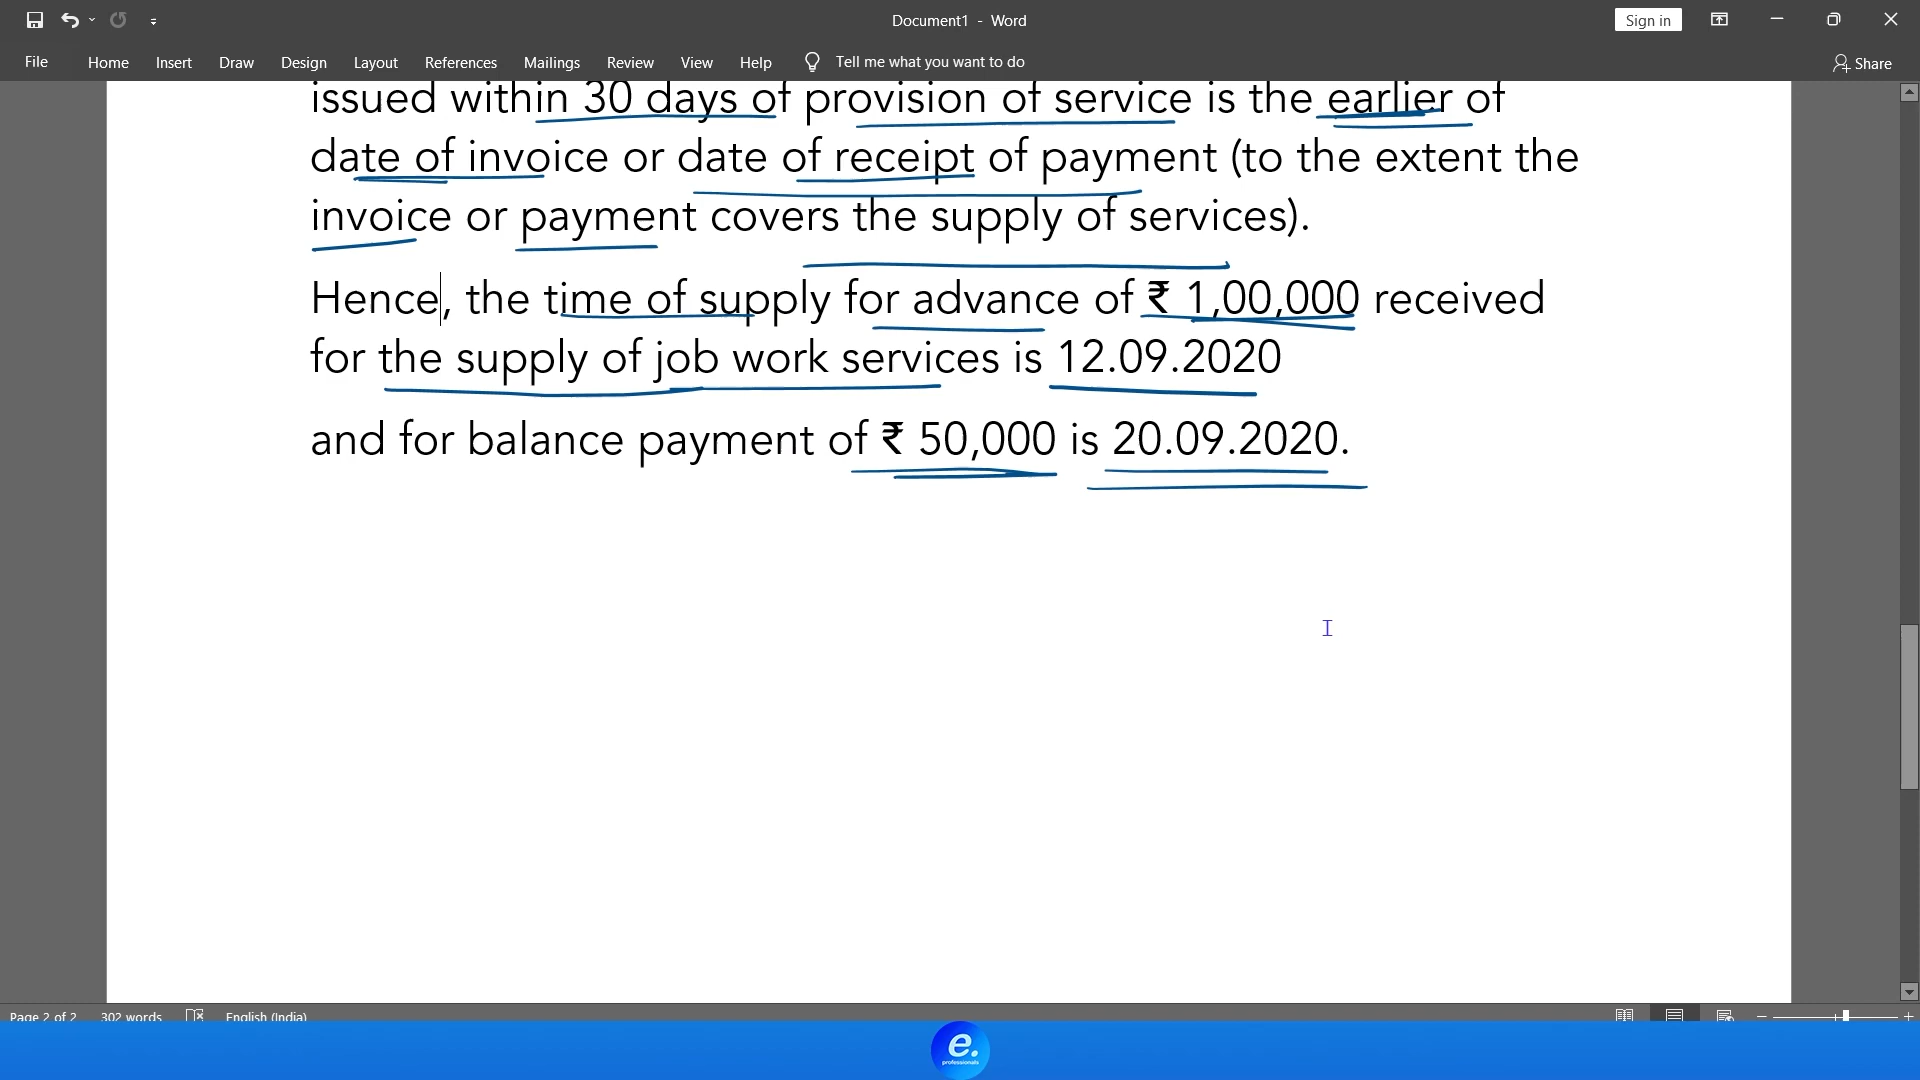 Document1 - Word
Sign in
File Home Insert Draw Design Layout References Mailings Review View Help Tell me what you want to do Share
issued within 30 days of provision of service is the earlier of
date of invoice or date of receipt of payment (to the extent the
invoice or payment covers the supply of services).
Hence, the time of supply for advance of ₹ 1,00,000 received
for the supply of job work services is 12.09.2020
and for balance payment of ₹ 50,000 is 20.09.2020.
Page 2 of 2 302 words English (India)
e.
professionals